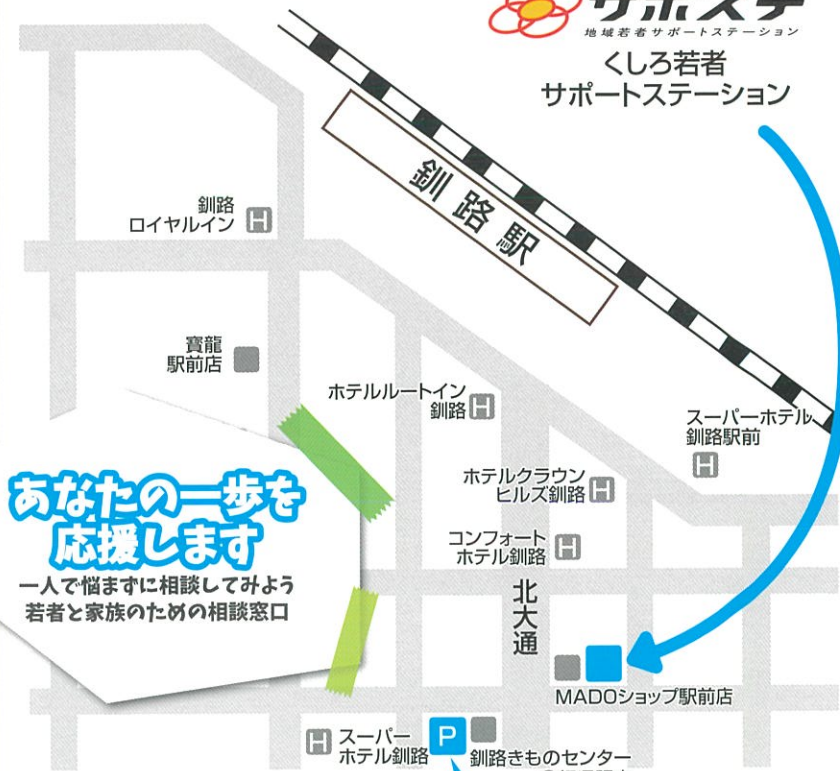 サポステ
地域若者サポートステーション
くしろ若者
サポートステーション
釧路駅
釧路
ロイヤルイン H
寶龍
駅前店
ホテルルートイン
釧路 H
スーパーホテル
釧路駅前
H
ホテルクラウン
ヒルズ釧路 H
コンフォート
ホテル釧路 H
北大通
あなたの一歩を
応援します
一人で悩まずに相談してみよう
若者と家族のための相談窓口
MADOショップ駅前店
H スーパー
ホテル釧路
P
釧路きものセンター